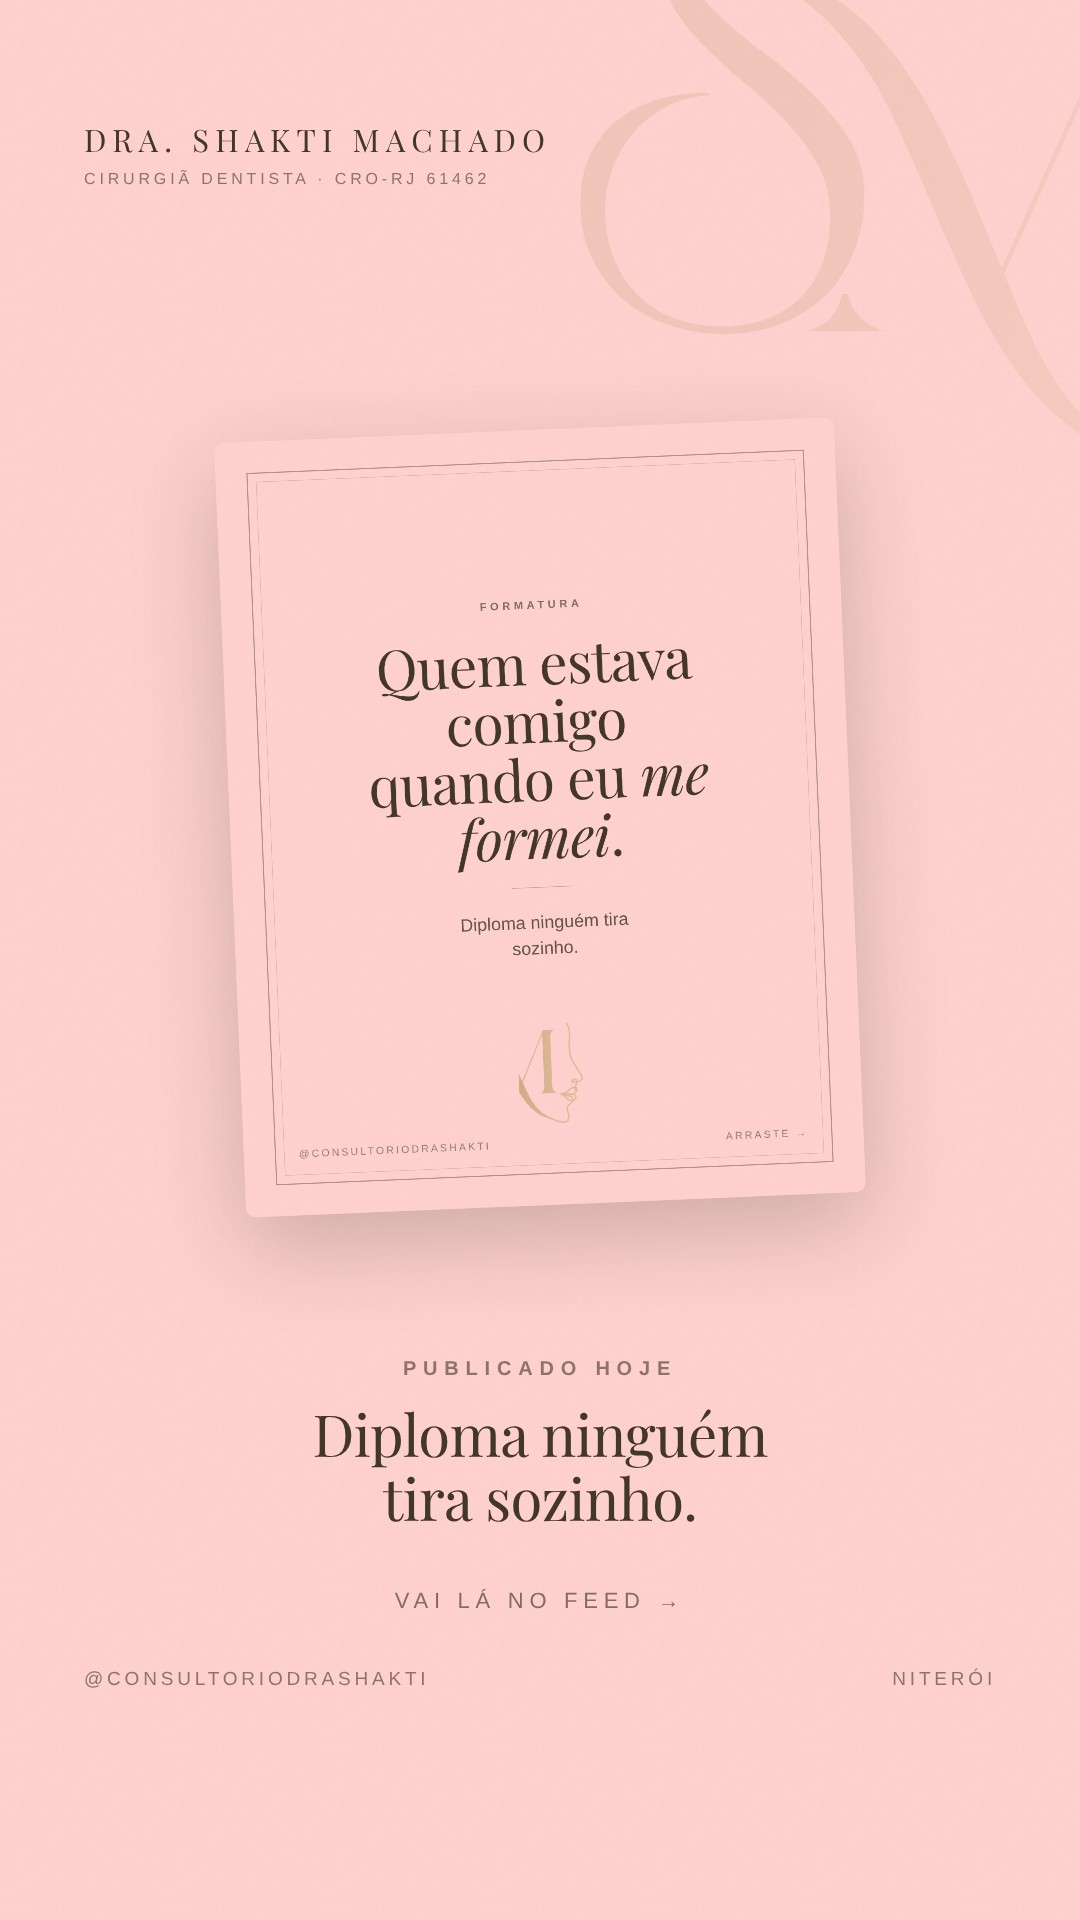 DRA. SHAKTI MACHADO
CIRURGIÃ DENTISTA · CRO-RJ 61462
FORMATURA
Quem estava
comigo
quando eu me
formei.
Diploma ninguém tira
sozinho.
@CONSULTORIODRASHAKTI
ARRASTE →
PUBLICADO HOJE
Diploma ninguém
tira sozinho.
VAI LÁ NO FEED →
@CONSULTORIODRASHAKTI
NITERÓI